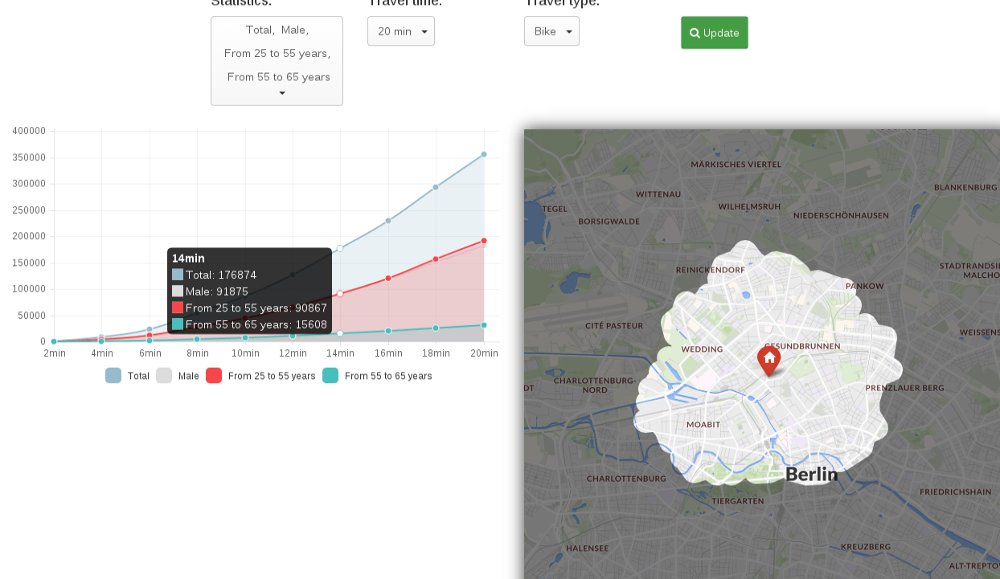 Statistics:
Travel time:
Travel type:
Total, Male,
From 25 to 55 years,
From 55 to 65 years
20 min
Bike
Update
400000
350000
300000
250000
200000
150000
100000
50000
0
2min 4min 6min 8min 10min 12min 14min 16min 18min 20min
14min
Total: 176874
Male: 91875
From 25 to 55 years: 90867
From 55 to 65 years: 15608
Total Male From 25 to 55 years From 55 to 65 years
MÄRKISCHES VIERTEL
BLANKENBURG
WITTENAU
TEGEL
WILHELMSRUH
BORSIGWALDE
NIEDERSCHÖNHAUSEN
REINICKENDORF
STADTRANDSI
MALCHO
PANKOW
CITÉ PASTEUR
WEISSENS
WEDDING
GESUNDBRUNNEN
CHARLOTTENBURG-
NORD
DT
PRENZLAUER BERG
MOABIT
Berlin
CHARLOTTENBURG
FRIEDRICHSHAIN
TIERGARTEN
HALENSEE
KREUZBERG
ALT-TREPTO